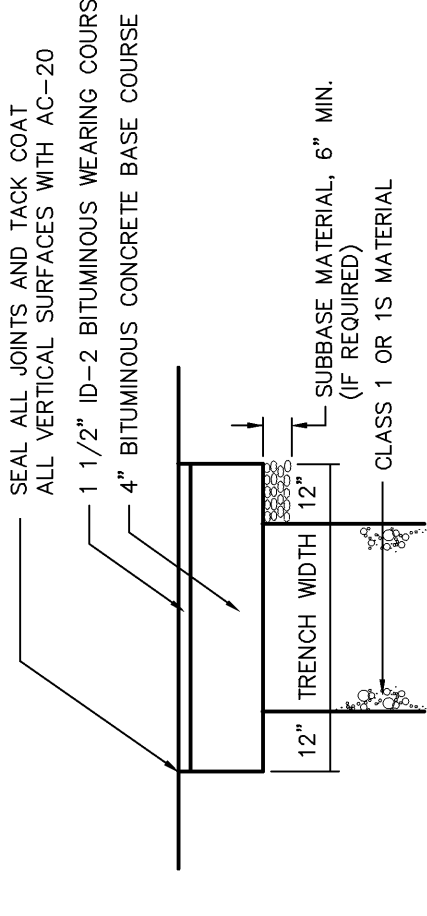 SEAL ALL JOINTS AND TACK COAT
ALL VERTICAL SURFACES WITH AC-20
1 1/2" ID-2 BITUMINOUS WEARING COURS
4" BITUMINOUS CONCRETE BASE COURSE
12" TRENCH WIDTH 12"
SUBBASE MATERIAL, 6" MIN.
(IF REQUIRED)
CLASS 1 OR 1S MATERIAL